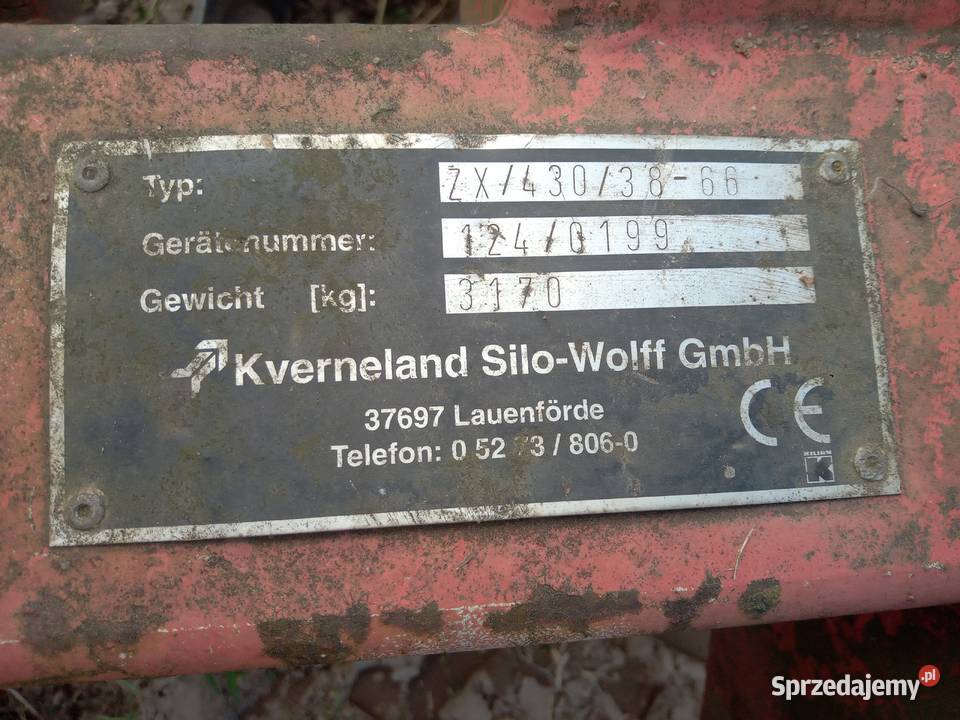 Typ: ZX/430/38-66
Gerätenummer: 124/0199
Gewicht [kg]: 3170
Kverneland Silo-Wolff GmbH
37697 Lauenförde
Telefon: 0 52 73 / 806-0
CE
KILIAN
K
Sprzedajemy.pl